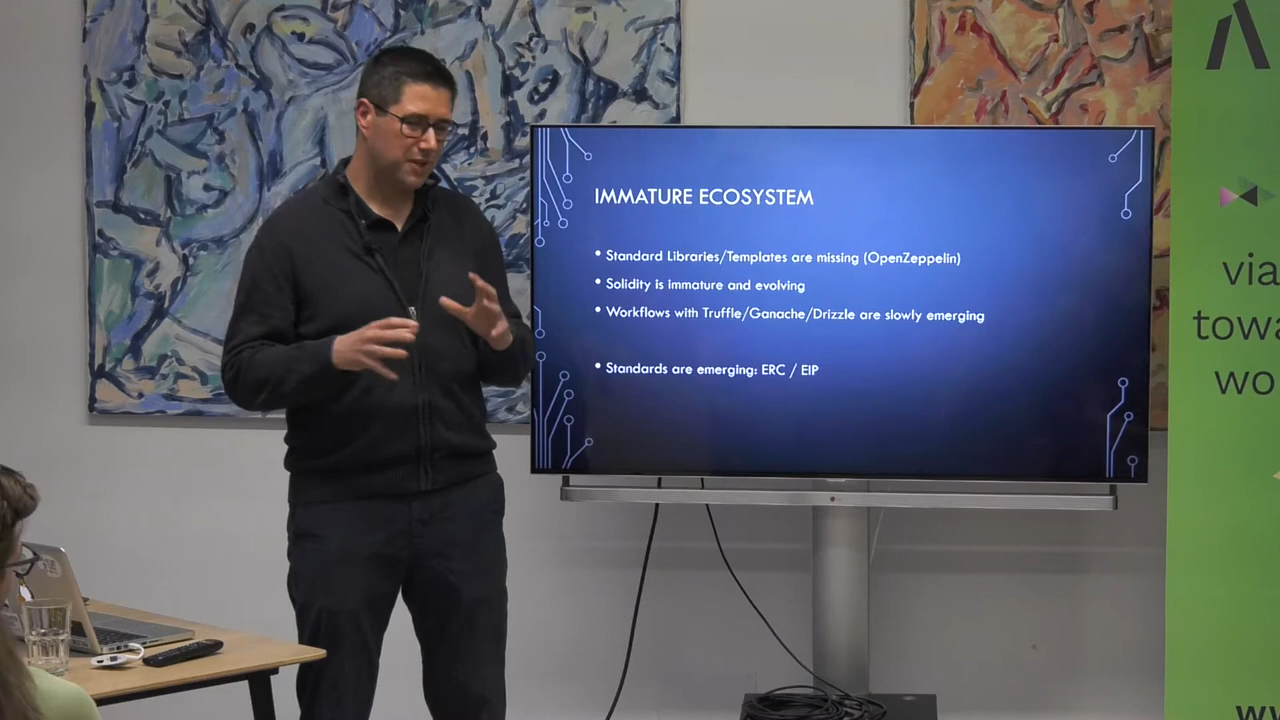 IMMATURE ECOSYSTEM
• Standard Libraries/Templates are missing (OpenZeppelin)
• Solidity is immature and evolving
• Workflows with Truffle/Ganache/Drizzle are slowly emerging
• Standards are emerging: ERC / EIP
via
towa
wo
w